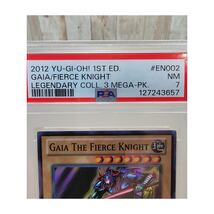 2012 YU-GI-OH! 1ST ED. #EN002
GAIA/FIERCE KNIGHT NM
LEGENDARY COLL. 3 MEGA-PK. 7
PSA 127243657
GAIA THE FIERCE KNIGHT